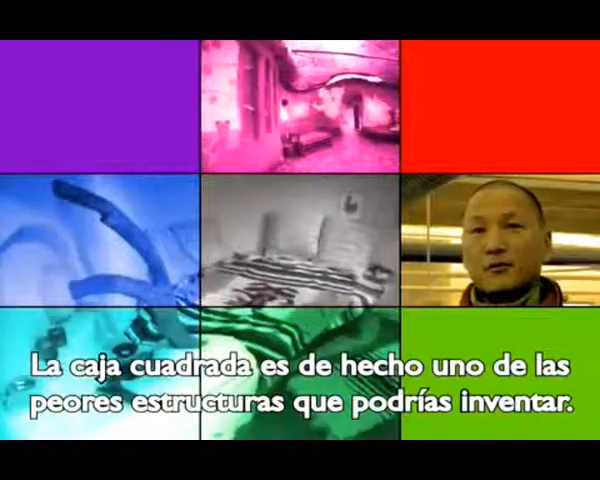 La caja cuadrada es de hecho uno de las
peores estructuras que podrías inventar.